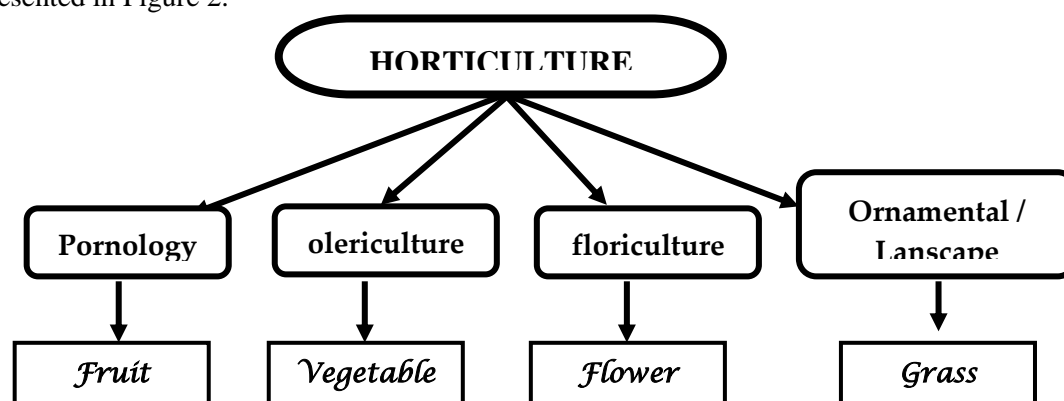 esented in Figure 2.
HORTICULTURE
Pornology
olericulture
floriculture
Ornamental /
Lanscape
Fruit
Vegetable
Flower
Grass